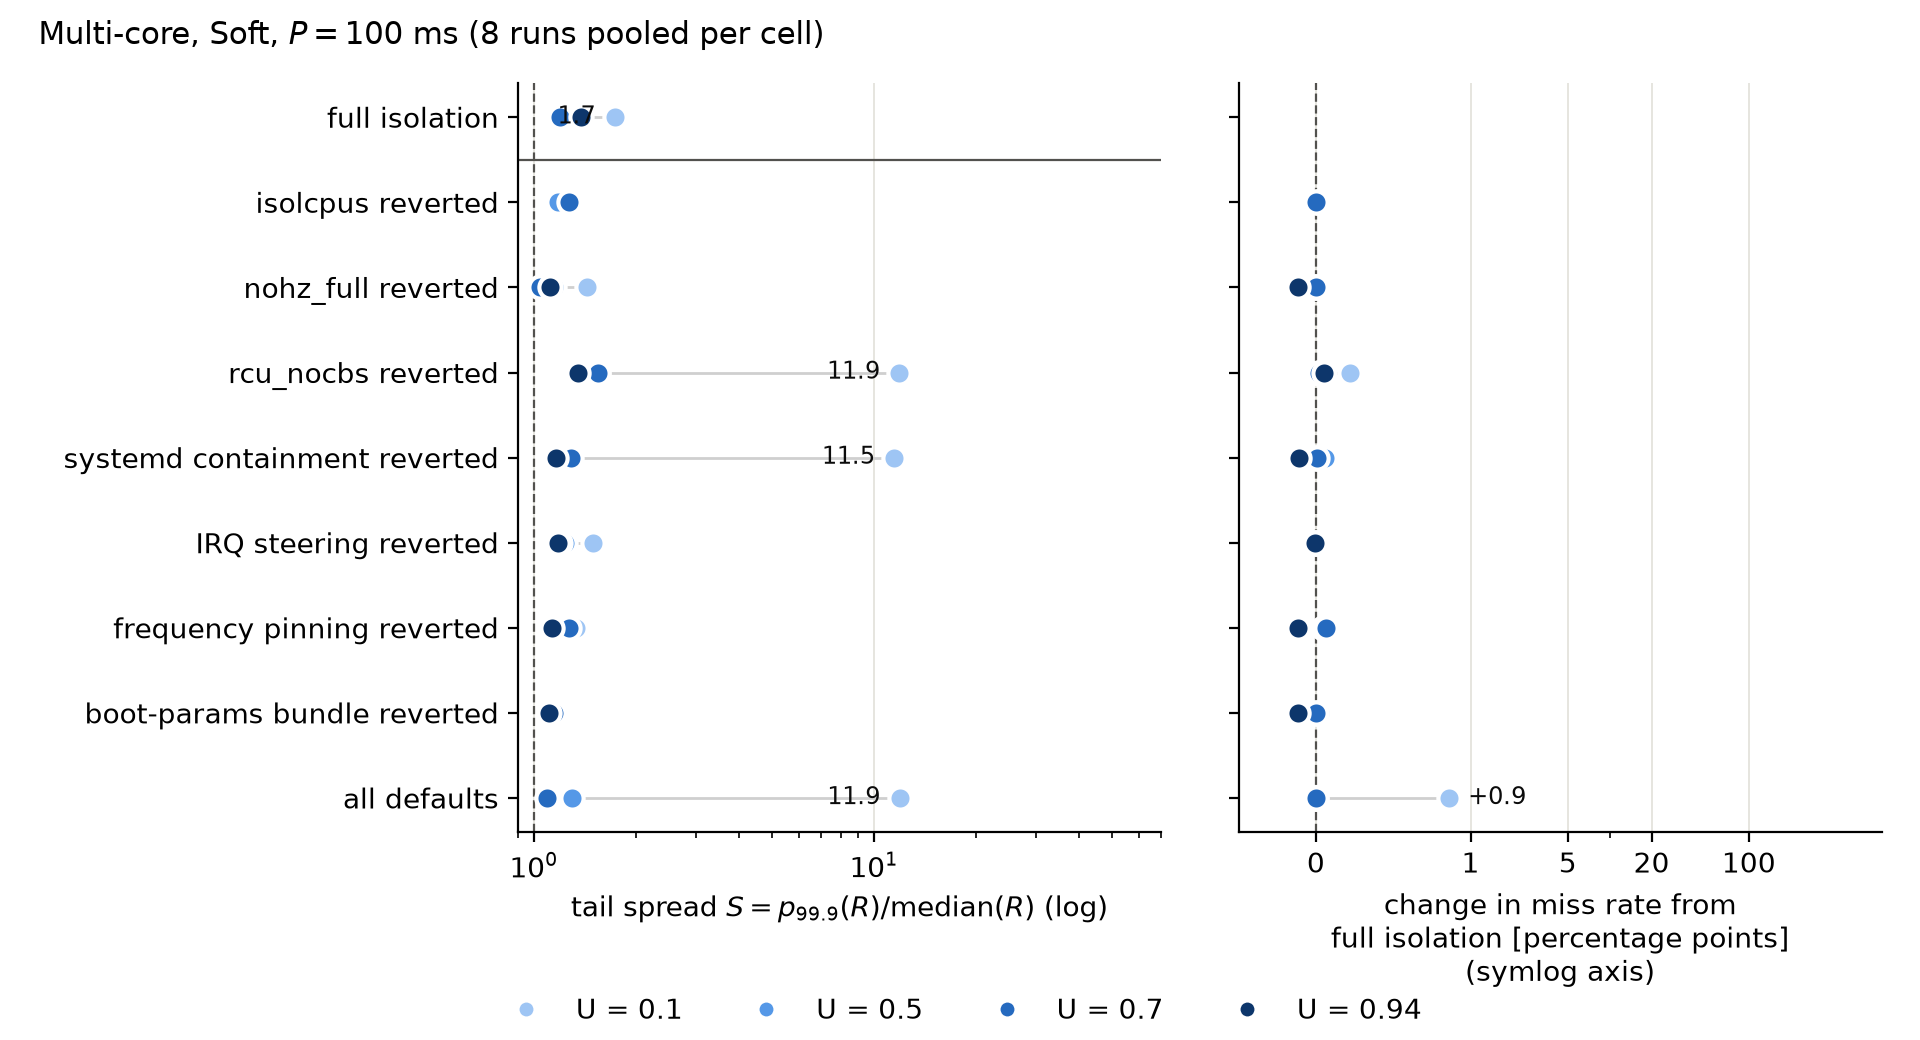 Multi-core, Soft, P = 100 ms (8 runs pooled per cell)
full isolation
1.7
isolcpus reverted
nohz_full reverted
rcu_nocbs reverted
11.9
systemd containment reverted
11.5
IRQ steering reverted
frequency pinning reverted
boot-params bundle reverted
all defaults
11.9
+0.9
10⁰
10¹
0
1
5
20
100
tail spread S = p₉₉.₉(R)/median(R) (log)
change in miss rate from
full isolation [percentage points]
(symlog axis)
U = 0.1
U = 0.5
U = 0.7
U = 0.94